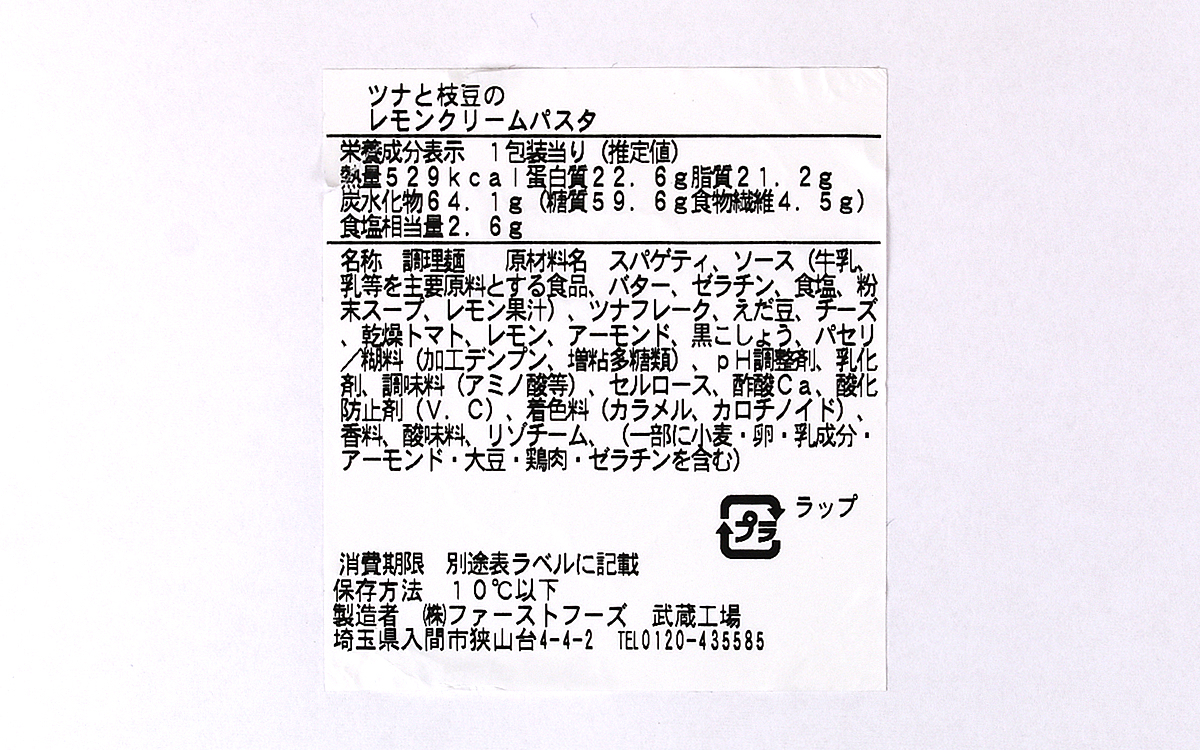 ツナと枝豆の
レモンクリームパスタ
栄養成分表示　1包装当り（推定値）
熱量529kcal蛋白質22．6g脂質21．2g
炭水化物64．1g（糖質59．6g食物繊維4．5g）
食塩相当量2．6g
名称　調理麺　　原材料名　スパゲティ、ソース（牛乳、
乳等を主要原料とする食品、バター、ゼラチン、食塩、粉
末スープ、レモン果汁）、ツナフレーク、えだ豆、チーズ
、乾燥トマト、レモン、アーモンド、黒こしょう、パセリ
／糊料（加工デンプン、増粘多糖類）、pH調整剤、乳化
剤、調味料（アミノ酸等）、セルロース、酢酸Ca、酸化
防止剤（V．C）、着色料（カラメル、カロチノイド）、
香料、酸味料、リゾチーム、（一部に小麦・卵・乳成分・
アーモンド・大豆・鶏肉・ゼラチンを含む）
プラ ラップ
消費期限　別途表ラベルに記載
保存方法　10℃以下
製造者　㈱ファーストフーズ　武蔵工場
埼玉県入間市狭山台4-4-2　TEL0120-435585